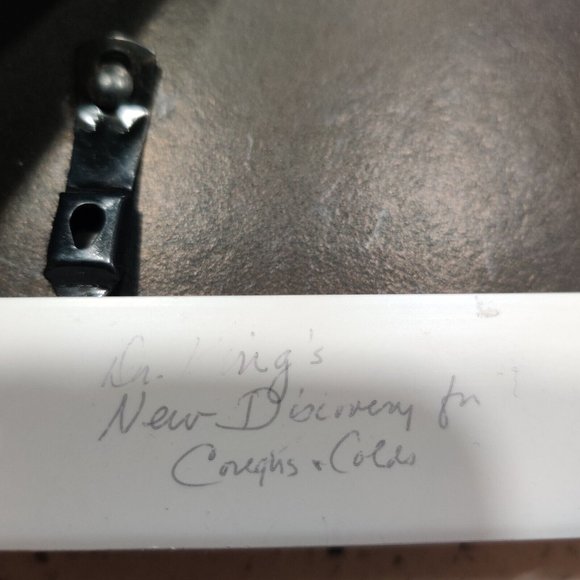 Dr. King's
New Discovery for
Coughs & Colds